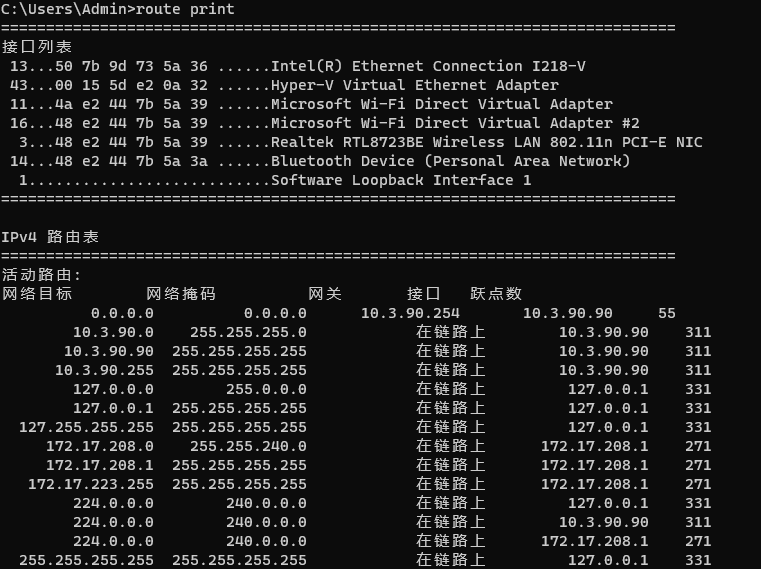 C:\Users\Admin>route print
===========================================================================
接口列表
 13...50 7b 9d 73 5a 36 ......Intel(R) Ethernet Connection I218-V
 43...00 15 5d e2 0a 32 ......Hyper-V Virtual Ethernet Adapter
 11...4a e2 44 7b 5a 39 ......Microsoft Wi-Fi Direct Virtual Adapter
 16...48 e2 44 7b 5a 39 ......Microsoft Wi-Fi Direct Virtual Adapter #2
  3...48 e2 44 7b 5a 39 ......Realtek RTL8723BE Wireless LAN 802.11n PCI-E NIC
 14...48 e2 44 7b 5a 3a ......Bluetooth Device (Personal Area Network)
  1...........................Software Loopback Interface 1
===========================================================================
IPv4 路由表
===========================================================================
活动路由:
网络目标        网络掩码          网关       接口   跃点数
          0.0.0.0          0.0.0.0      10.3.90.254       10.3.90.90     55
        10.3.90.0    255.255.255.0            在链路上        10.3.90.90    311
       10.3.90.90  255.255.255.255            在链路上        10.3.90.90    311
      10.3.90.255  255.255.255.255            在链路上        10.3.90.90    311
        127.0.0.0        255.0.0.0            在链路上         127.0.0.1    331
        127.0.0.1  255.255.255.255            在链路上         127.0.0.1    331
  127.255.255.255  255.255.255.255            在链路上         127.0.0.1    331
     172.17.208.0    255.255.240.0            在链路上      172.17.208.1    271
     172.17.208.1  255.255.255.255            在链路上      172.17.208.1    271
   172.17.223.255  255.255.255.255            在链路上      172.17.208.1    271
        224.0.0.0        240.0.0.0            在链路上         127.0.0.1    331
        224.0.0.0        240.0.0.0            在链路上        10.3.90.90    311
        224.0.0.0        240.0.0.0            在链路上      172.17.208.1    271
  255.255.255.255  255.255.255.255            在链路上         127.0.0.1    331